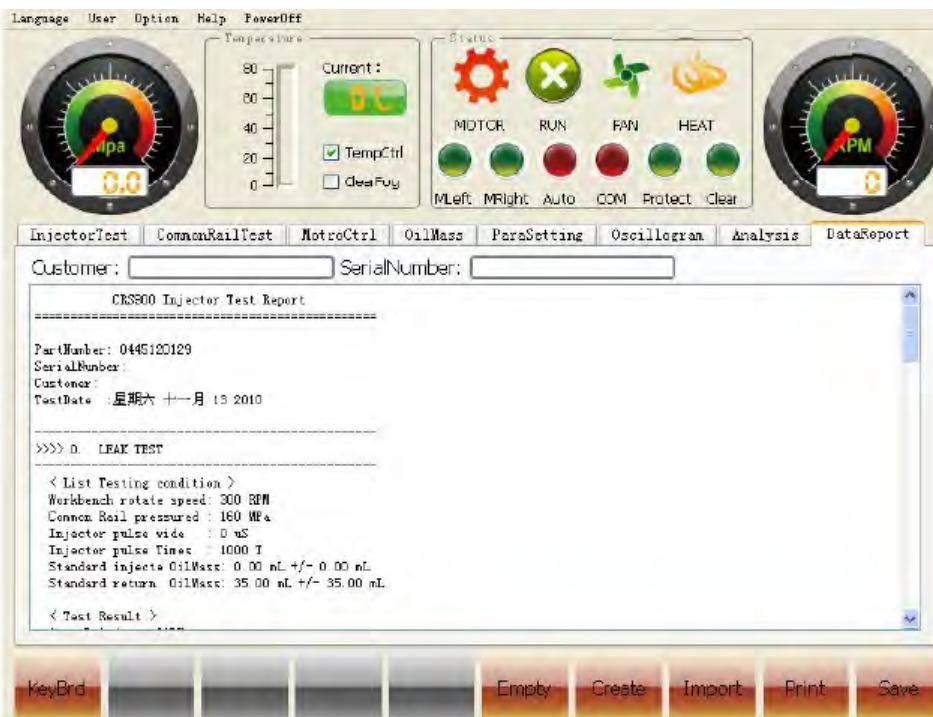 Language User Option Help PowerOff
Temperature
Status
80
60
40
20
0
Current :
0 C
TempCtrl
ClearFog
MOTOR RUN FAN HEAT
MLeft MRight Auto COM Protect Clear
Mpa
0.0
RPM
0
InjectorTest CommonRailTest MotroCtrl OilMass ParaSetting Oscillogram Analysis DataReport
Customer: SerialNumber:
CRS800 Injector Test Report
================================================
PartNumber: 0445120129
SerialNumber:
Customer:
TestDate :星期六 十一月 13 2010
------------------------------------------------
>>>> 0. LEAK TEST
------------------------------------------------
< List Testing condition >
Workbench rotate speed: 300 RPM
Common Rail pressured : 160 MPa
Injector pulse wide : 0 uS
Injector pulse Times : 1000 T
Standard injecte OilMass: 0.00 mL +/- 0.00 mL
Standard return OilMass: 35.00 mL +/- 35.00 mL
< Test Result >
KeyBrd Empty Create Import Print Save